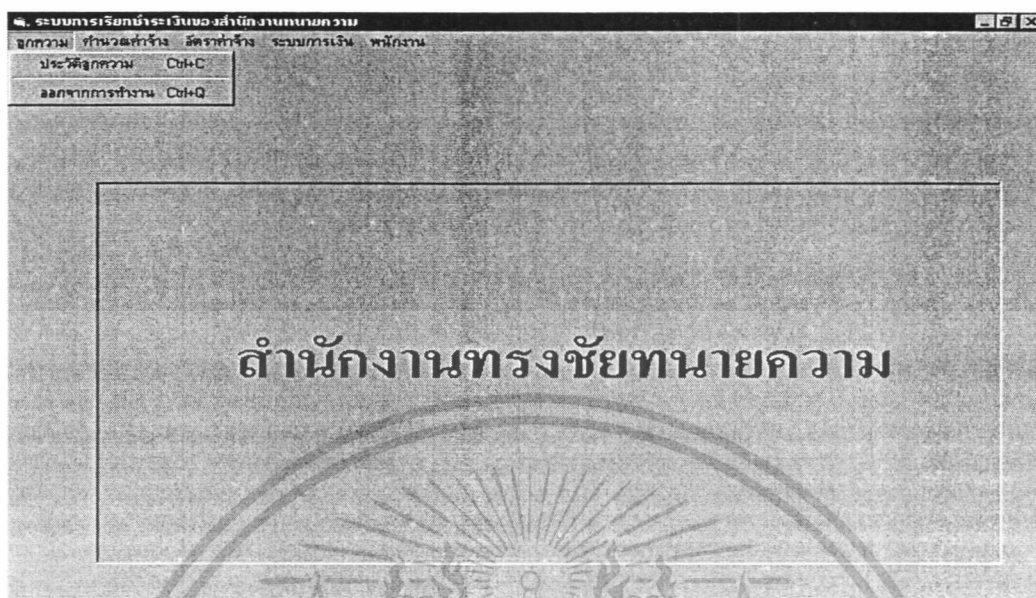 ระบบการเรียกชำระเงินของสำนักงานทนายความ
ลูกความ คำนวณค่าจ้าง อัตราค่าจ้าง ระบบการเงิน พนักงาน
ประวัติลูกความ Ctrl+C
ออกจากการทำงาน Ctrl+Q
สำนักงานทรงชัยทนายความ